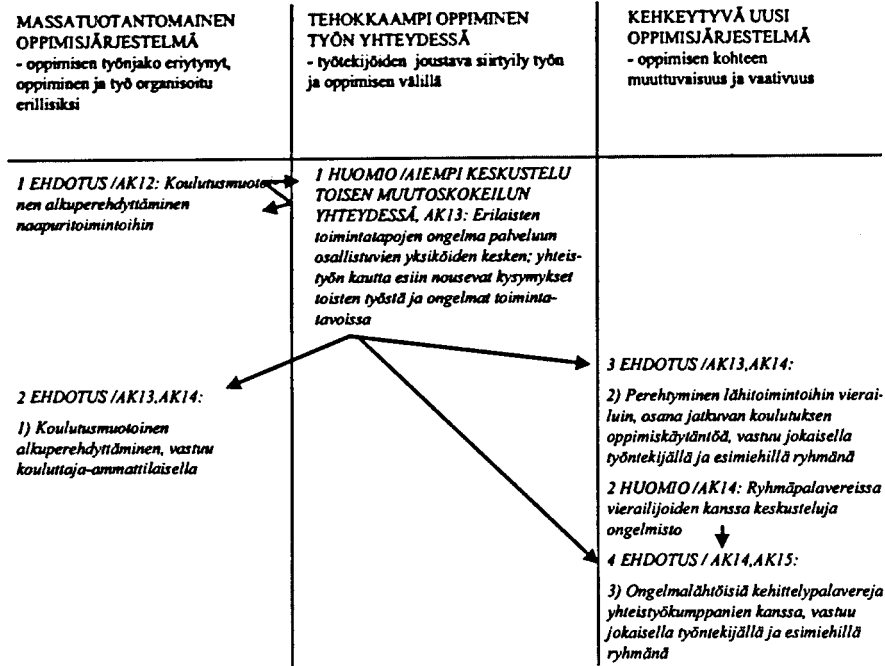 MASSATUOTANTOMAINEN
OPPIMISJÄRJESTELMÄ
- oppimisen työnjako eriytynyt,
oppiminen ja työ organisoitu
erillisiksi
TEHOKKAAMPI OPPIMINEN
TYÖN YHTEYDESSÄ
- työtekijöiden joustava siirtyily työn
ja oppimisen välillä
KEHKEYTYVÄ UUSI
OPPIMISJÄRJESTELMÄ
- oppimisen kohteen
muuttuvaisuus ja vaativuus
1 EHDOTUS /AK12: Koulutusmuotoi-
nen alkuperehdyttäminen
naapuritoimintoihin
1 HUOMIO /AIEMPI KESKUSTELU
TOISEN MUUTOSKOKEILUN
YHTEYDESSÄ, AK13: Erilaisten
toimintatapojen ongelma palveluun
osallistuvien yksiköiden kesken; yhteis-
työn kautta esiin nousevat kysymykset
toisten työstä ja ongelmat toiminta-
tavoissa
2 EHDOTUS /AK13,AK14:
1) Koulutusmuotoinen
alkuperehdyttäminen, vastuu
kouluttaja-ammattilaisella
3 EHDOTUS /AK13,AK14:
2) Perehtyminen lähitoimintoihin vierai-
luin, osana jatkuvan koulutuksen
oppimiskäytäntöä, vastuu jokaisella
työntekijällä ja esimiehillä ryhmänä
2 HUOMIO /AK14: Ryhmäpalavereissa
vierailijoiden kanssa keskusteluja
ongelmisto
4 EHDOTUS / AK14,AK15:
3) Ongelmalähtöisiä kehittelypalavereja
yhteistyökumppanien kanssa, vastuu
jokaisella työntekijällä ja esimiehillä
ryhmänä